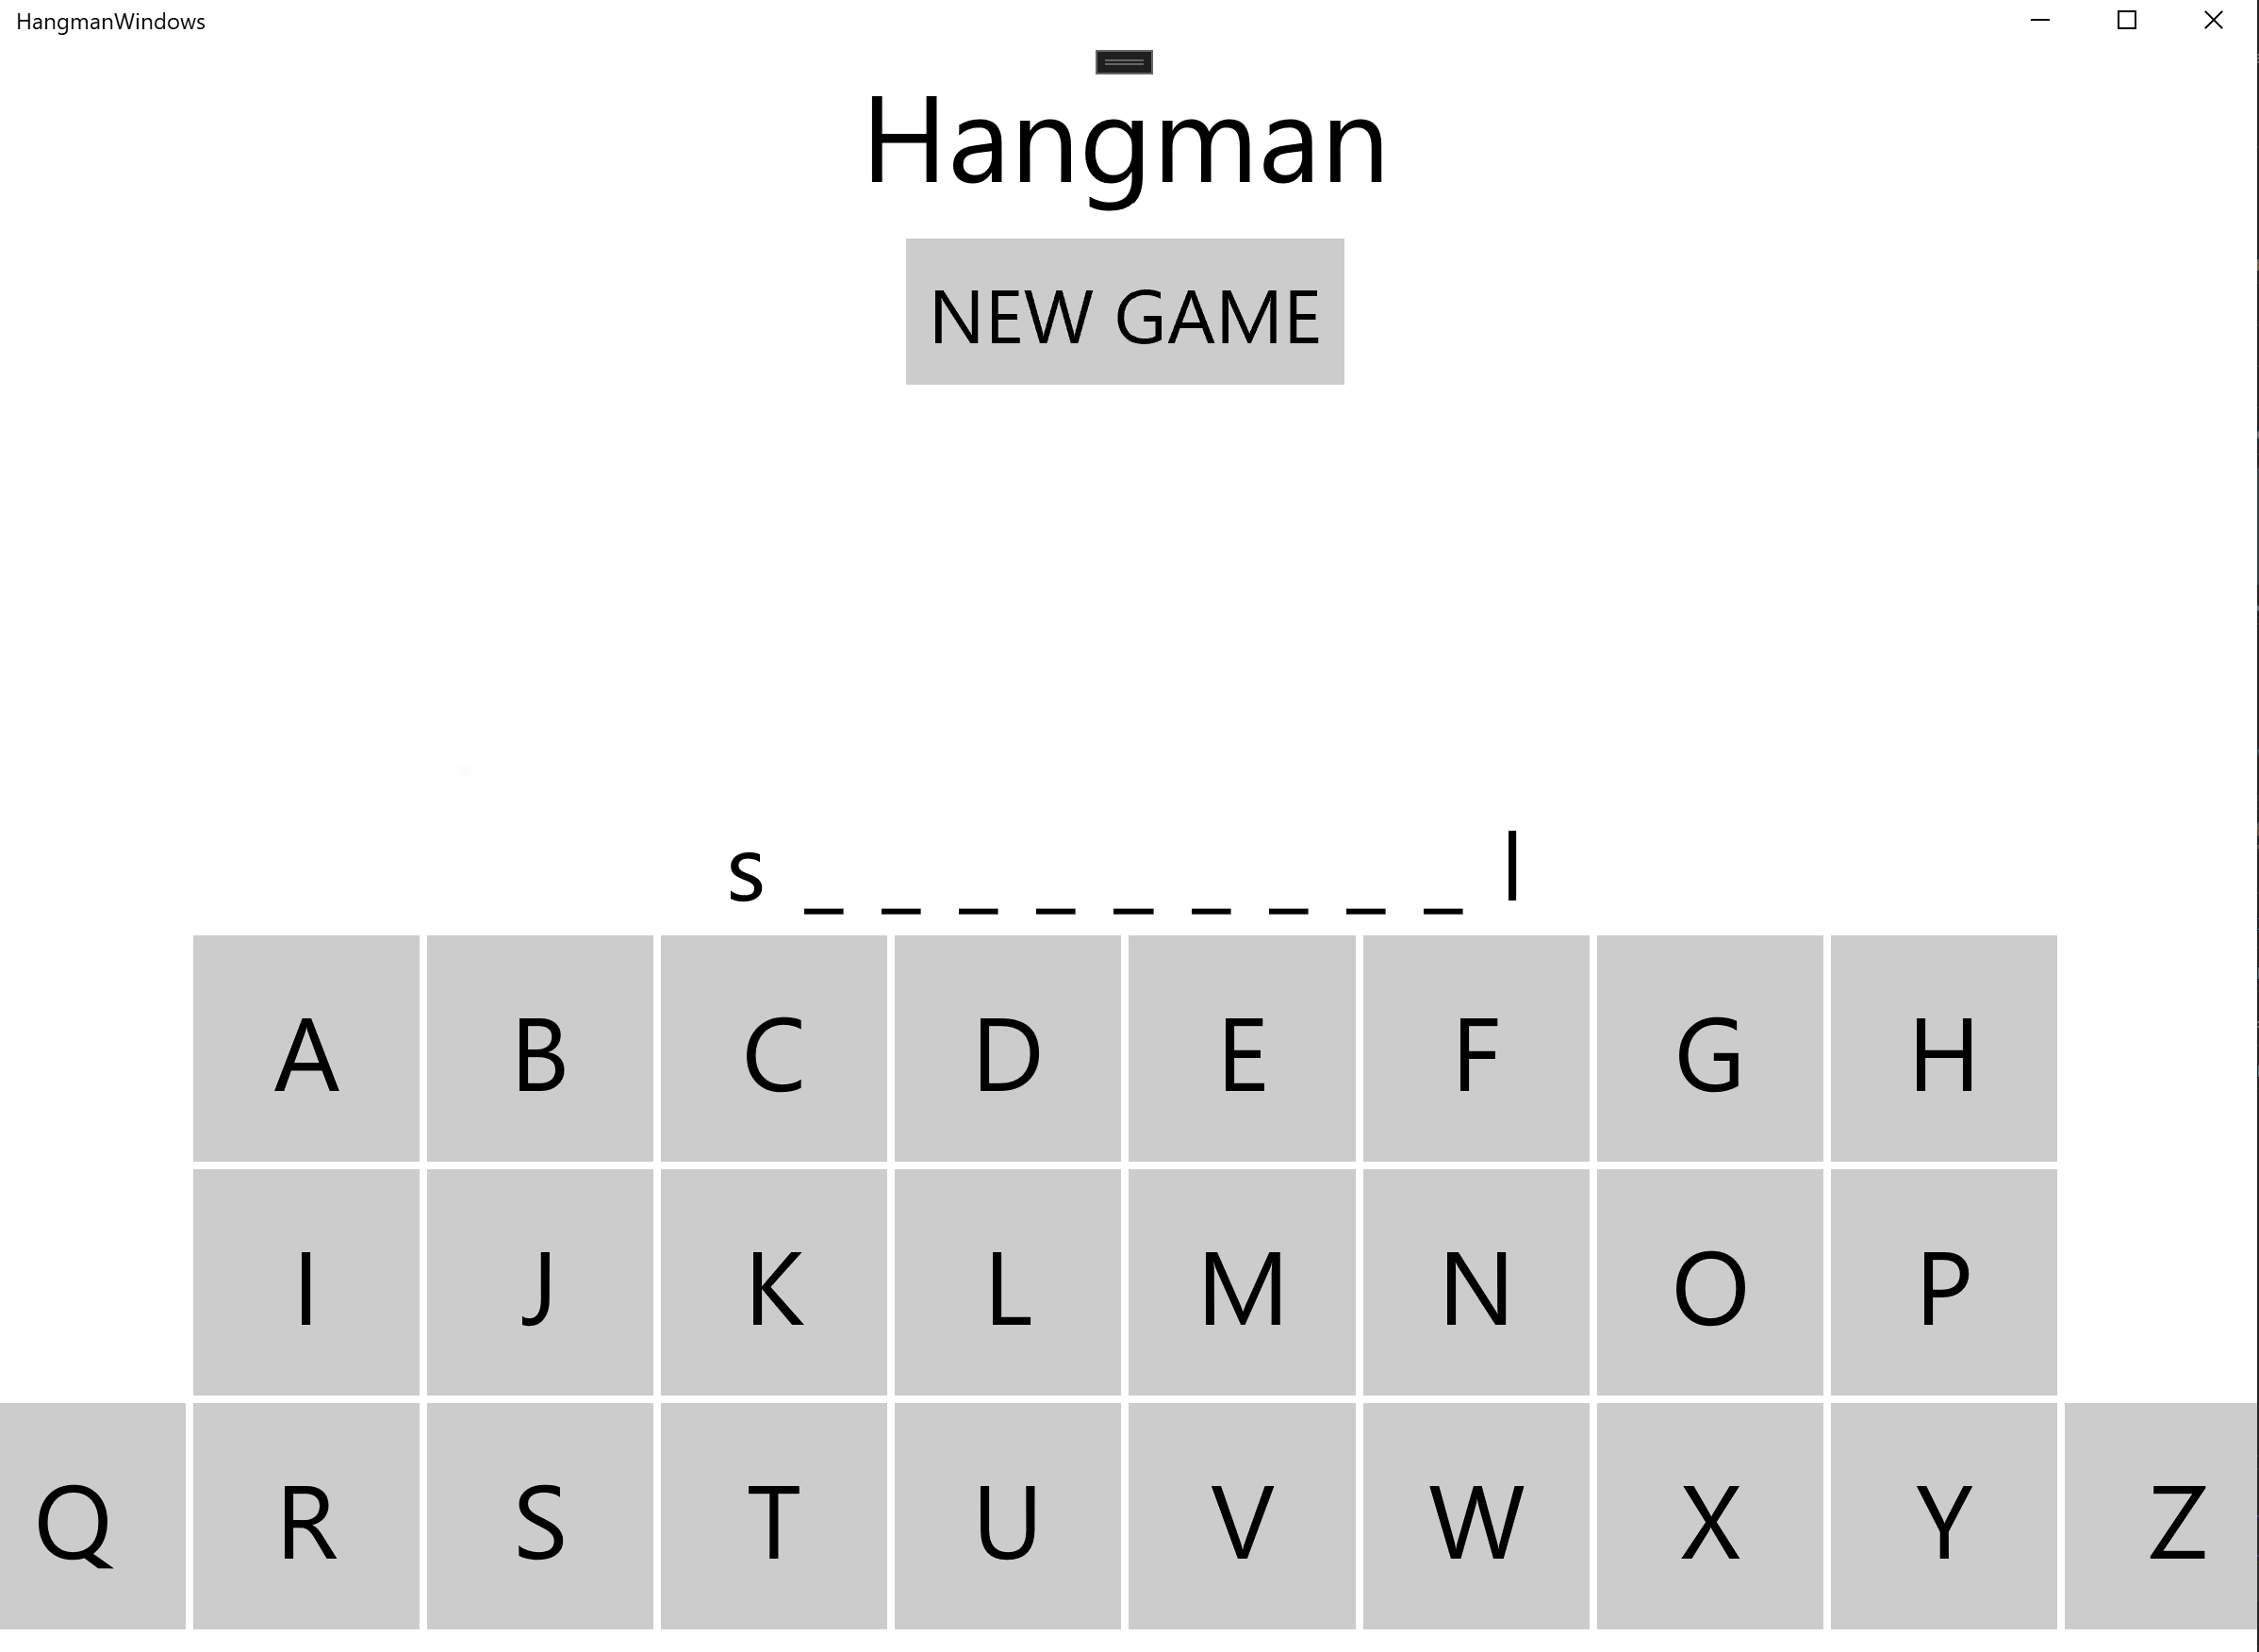 HangmanWindows
Hangman
NEW GAME
s _ _ _ _ _ _ _ _ _ l
A B C D E F G H
I J K L M N O P
Q R S T U V W X Y Z